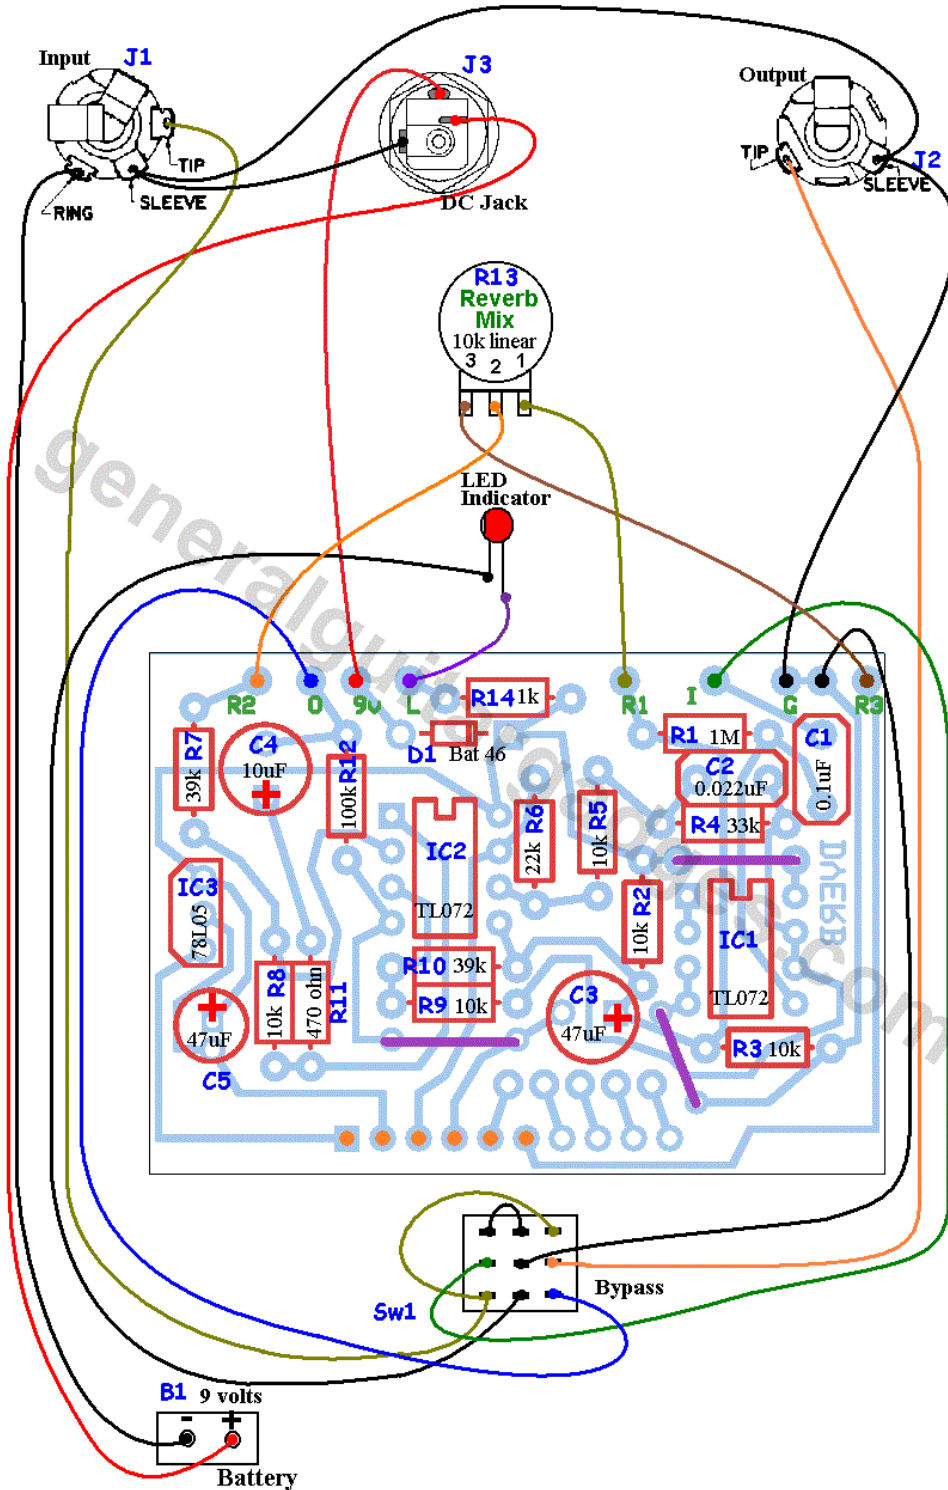 Input
J1
TIP
RING
SLEEVE
J3
DC Jack
Output
J2
TIP
SLEEVE
R13
Reverb
Mix
10k linear
3 2 1
LED
Indicator
generalguitargadges.com
R2 O 9V L R1 I G R3
R14 1k
D1 Bat 46
R1 1M
C1 0.1uF
C2
0.022uF
R4 33k
R7 39k
C4
10uF
+
R12 100k
IC2
TL072
R6 22k
R5 10k
R2 10k
IC1
TL072
DYERB
IC3
78L05
R10 39k
R9 10k
R8 10k
470 ohm R11
C3
47uF
+
R3 10k
+
47uF
C5
Sw1
Bypass
B1 9 volts
- +
Battery